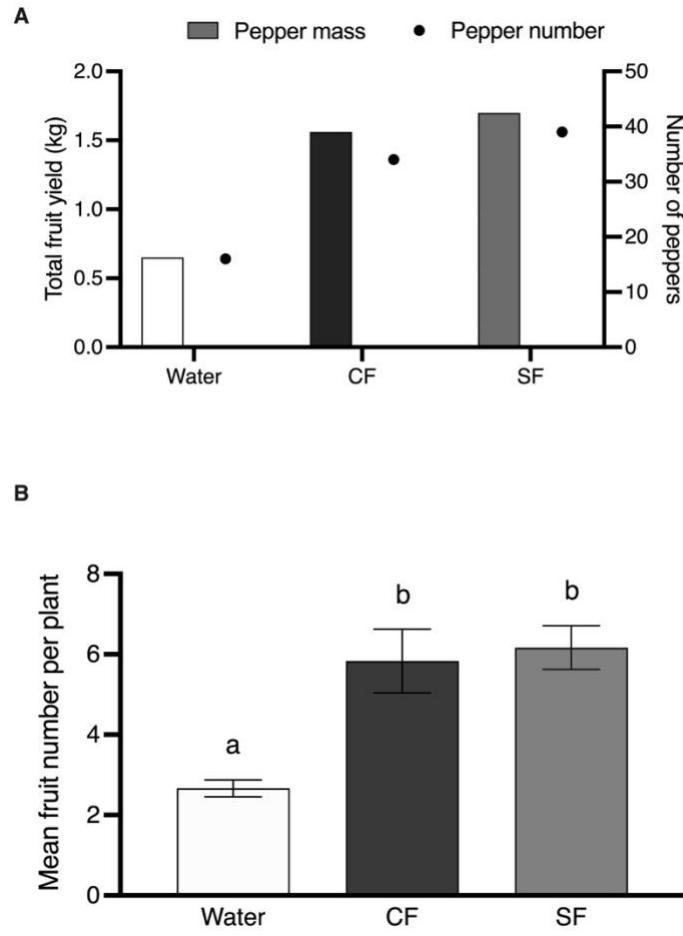 A
Pepper mass
Pepper number
Total fruit yield (kg)
2.0
1.5
1.0
0.5
0.0
Number of peppers
50
40
30
20
10
0
Water
CF
SF
B
Mean fruit number per plant
8
6
4
2
0
a
b
b
Water
CF
SF